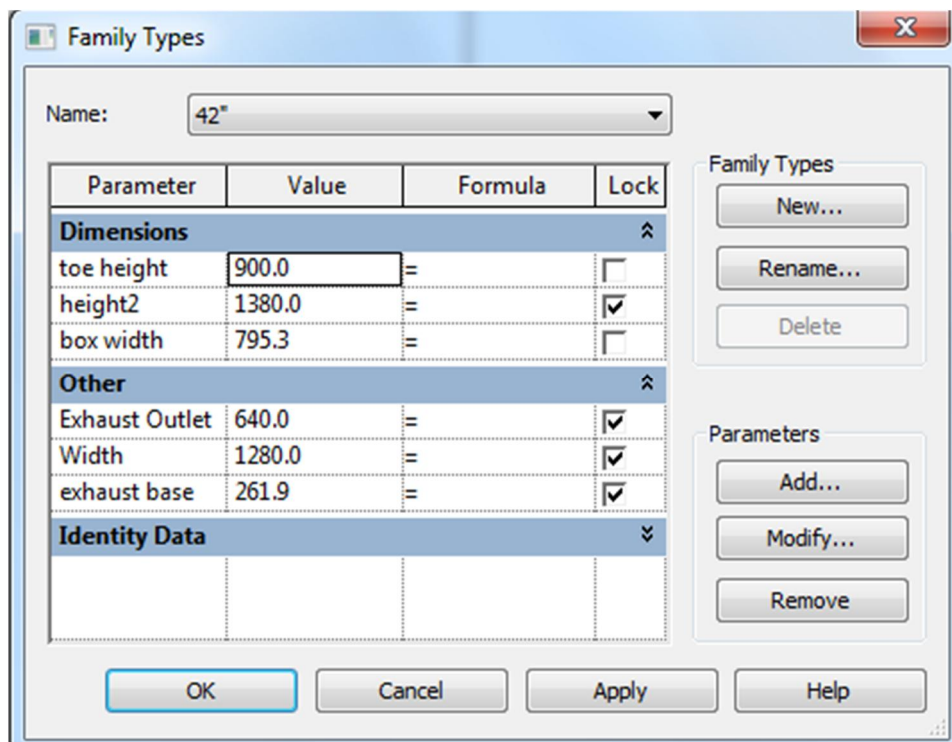 Family Types
Name: 42"
Parameter Value Formula Lock
Dimensions
toe height 900.0 =
height2 1380.0 =
box width 795.3 =
Other
Exhaust Outlet 640.0 =
Width 1280.0 =
exhaust base 261.9 =
Identity Data
Family Types
New...
Rename...
Delete
Parameters
Add...
Modify...
Remove
OK Cancel Apply Help